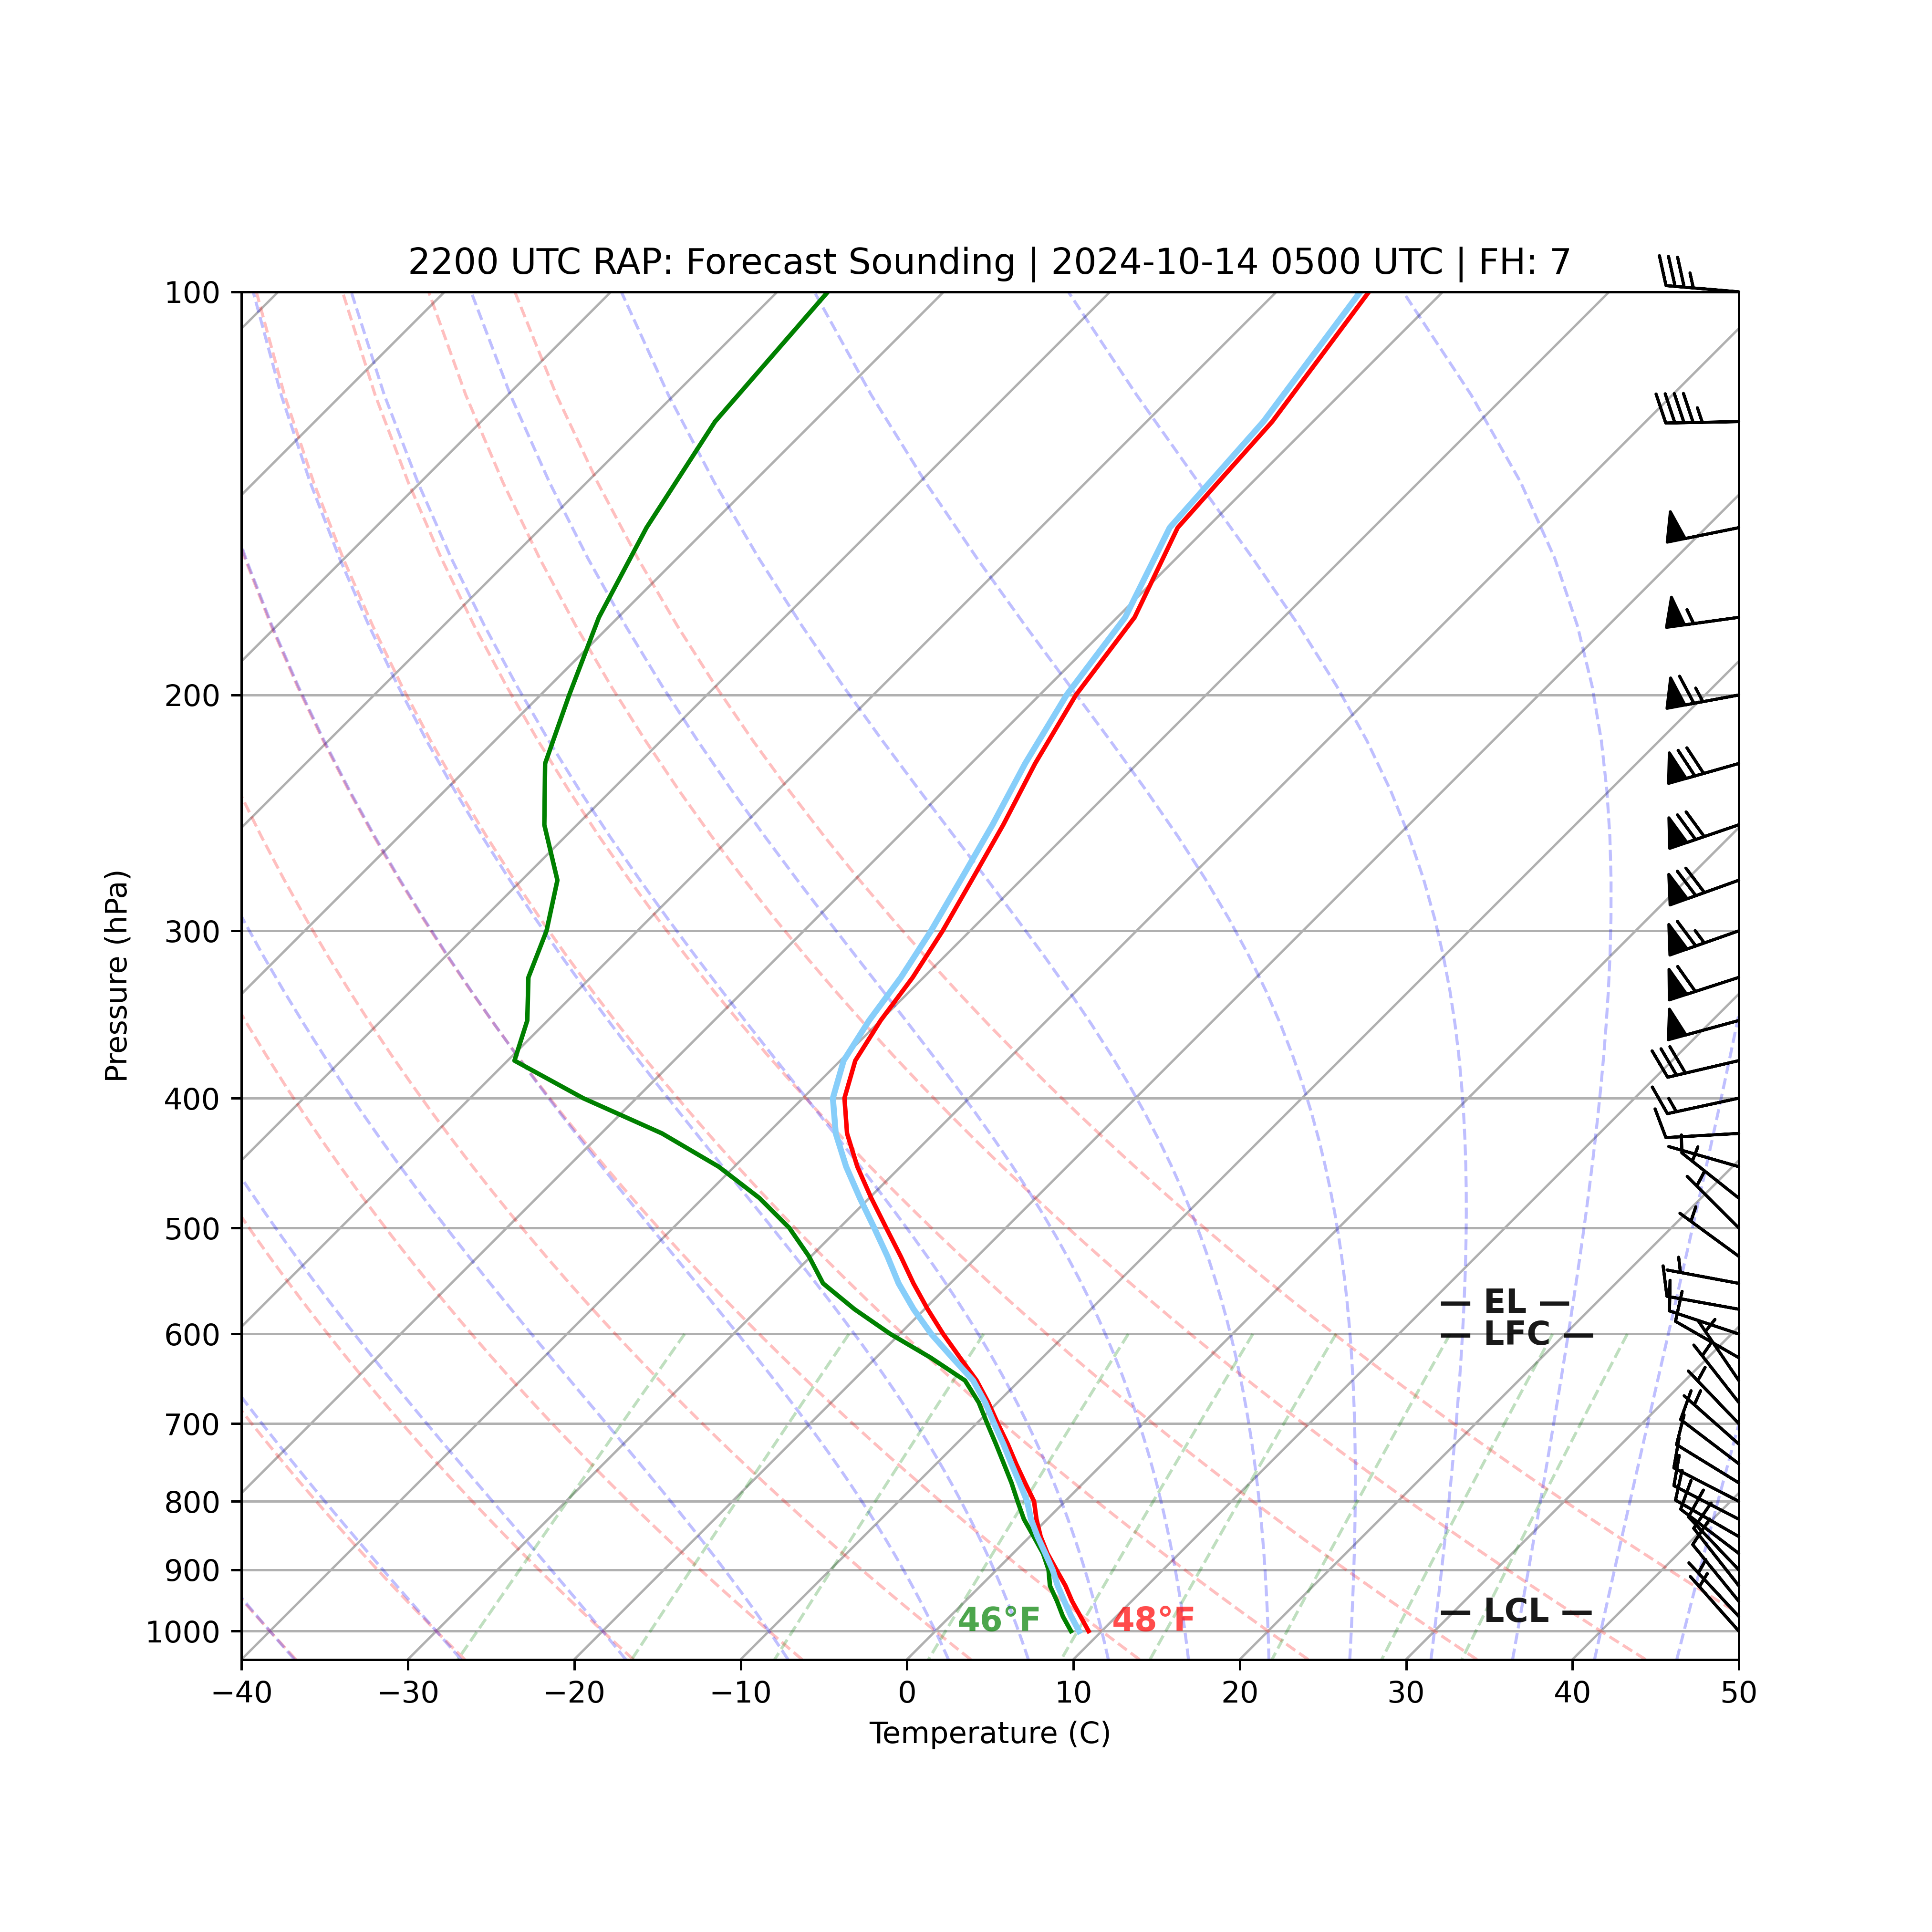 2200 UTC RAP: Forecast Sounding | 2024-10-14 0500 UTC | FH: 7
100
200
300
400
500
600
700
800
900
1000
Pressure (hPa)
— EL —
— LFC —
— LCL —
46°F
48°F
−40 −30 −20 −10 0 10 20 30 40 50
Temperature (C)